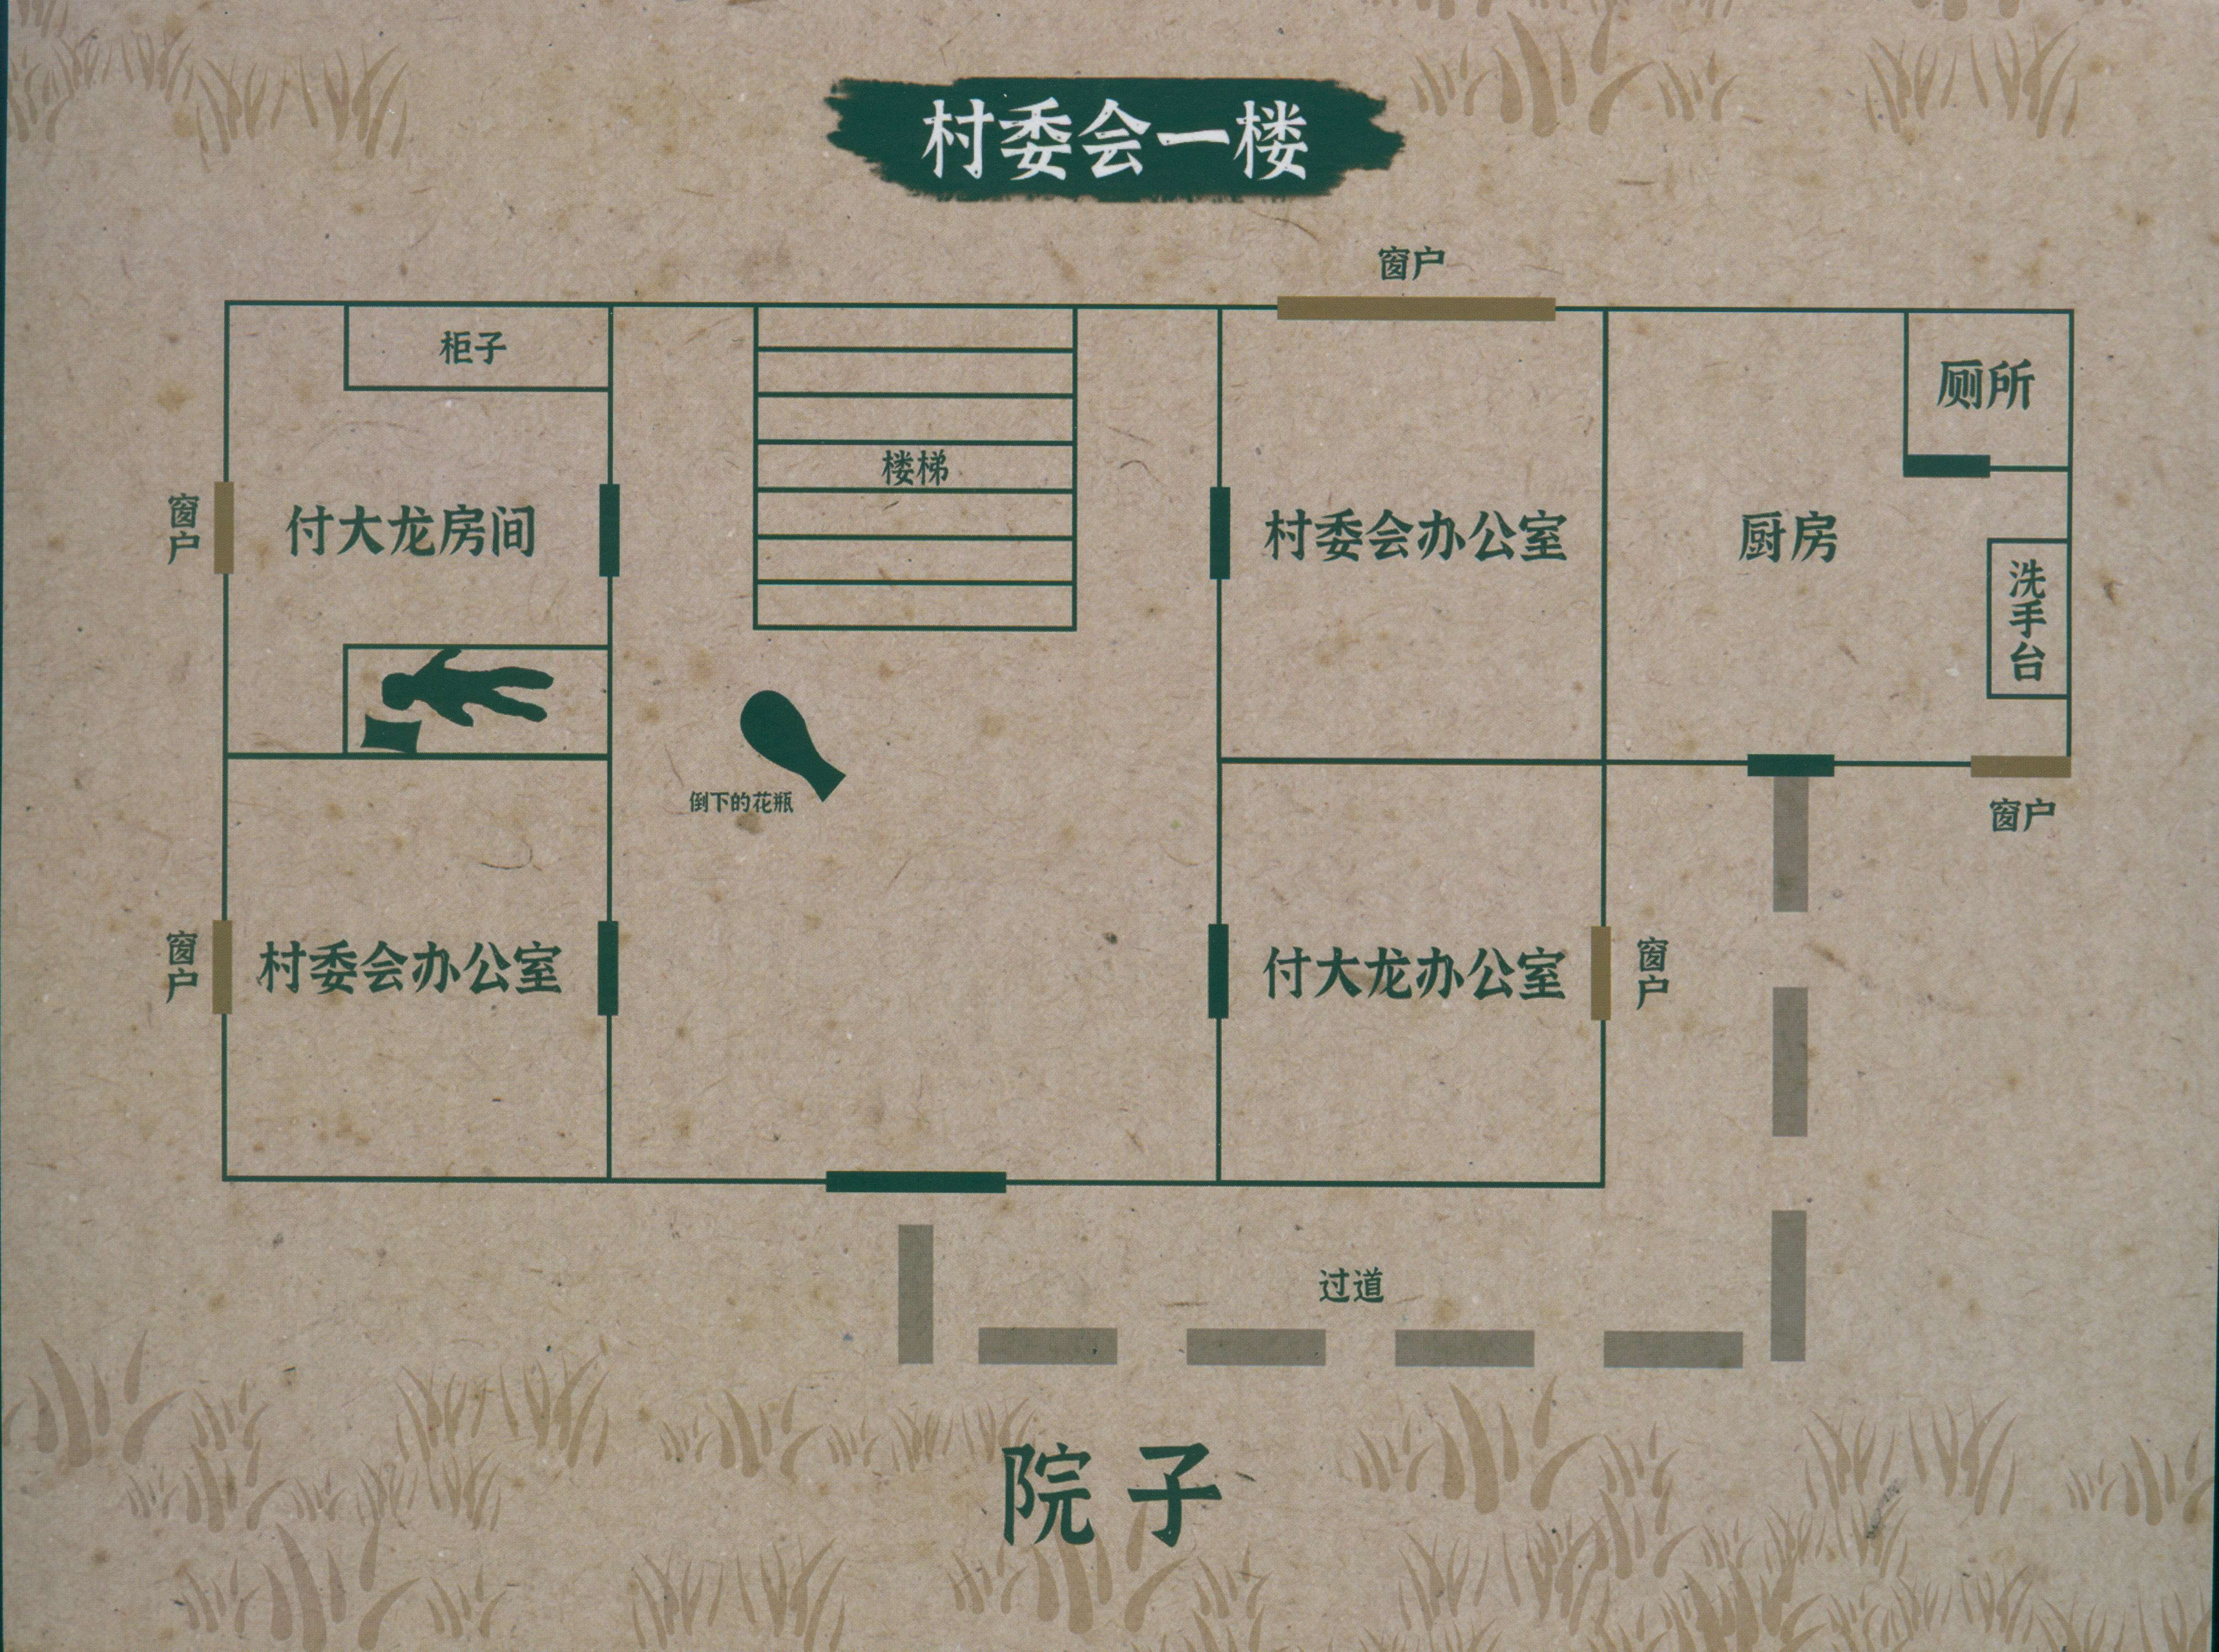 村委会一楼
窗户
柜子
厕所
楼梯
窗户
付大龙房间
村委会办公室
厨房
洗手台
倒下的花瓶
窗户
窗户
村委会办公室
付大龙办公室
窗户
过道
院子